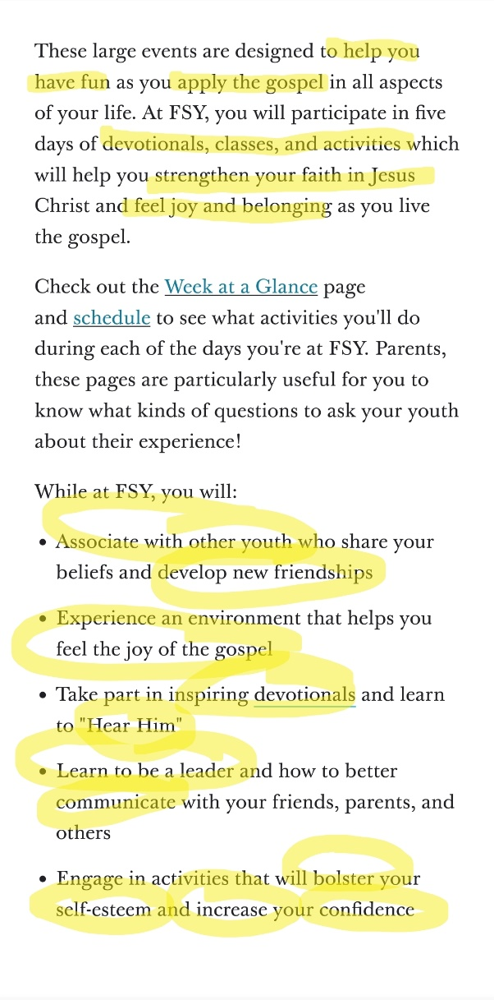 These large events are designed to help you
have fun as you apply the gospel in all aspects
of your life. At FSY, you will participate in five
days of devotionals, classes, and activities which
will help you strengthen your faith in Jesus
Christ and feel joy and belonging as you live
the gospel.
Check out the Week at a Glance page
and schedule to see what activities you'll do
during each of the days you're at FSY. Parents,
these pages are particularly useful for you to
know what kinds of questions to ask your youth
about their experience!
While at FSY, you will:
• Associate with other youth who share your
beliefs and develop new friendships
• Experience an environment that helps you
feel the joy of the gospel
• Take part in inspiring devotionals and learn
to "Hear Him"
• Learn to be a leader and how to better
communicate with your friends, parents, and
others
• Engage in activities that will bolster your
self-esteem and increase your confidence